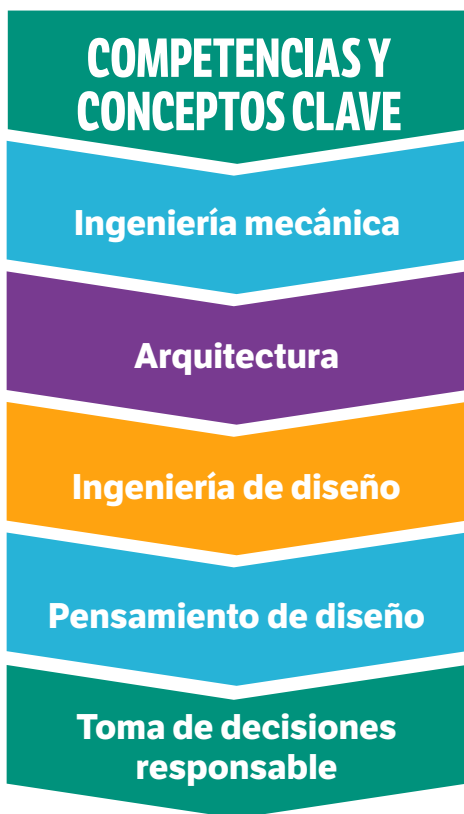 COMPETENCIAS Y
CONCEPTOS CLAVE
Ingeniería mecánica
Arquitectura
Ingeniería de diseño
Pensamiento de diseño
Toma de decisiones
responsable